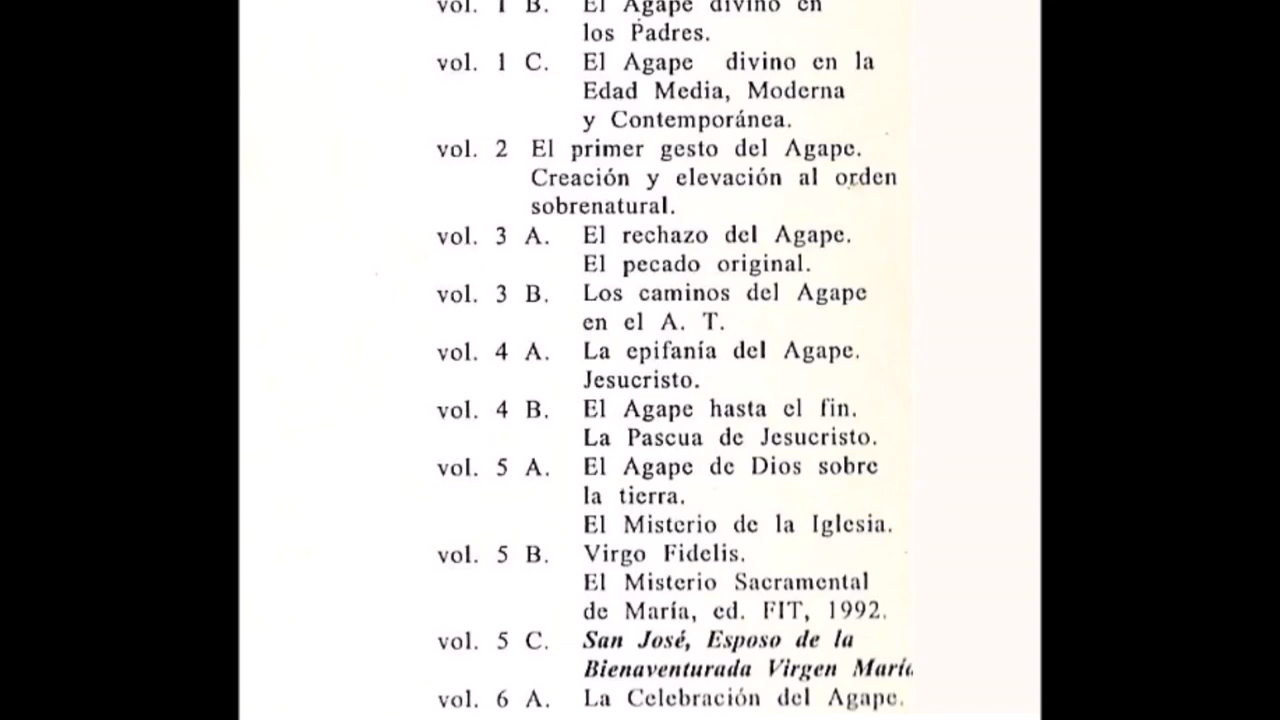 vol. 1 B. El Agape divino en
los Padres.
vol. 1 C. El Agape divino en la
Edad Media, Moderna
y Contemporánea.
vol. 2 El primer gesto del Agape.
Creación y elevación al orden
sobrenatural.
vol. 3 A. El rechazo del Agape.
El pecado original.
vol. 3 B. Los caminos del Agape
en el A. T.
vol. 4 A. La epifanía del Agape.
Jesucristo.
vol. 4 B. El Agape hasta el fin.
La Pascua de Jesucristo.
vol. 5 A. El Agape de Dios sobre
la tierra.
El Misterio de la Iglesia.
vol. 5 B. Virgo Fidelis.
El Misterio Sacramental
de María, ed. FIT, 1992.
vol. 5 C. San José, Esposo de la
Bienaventurada Virgen María
vol. 6 A. La Celebración del Agape.